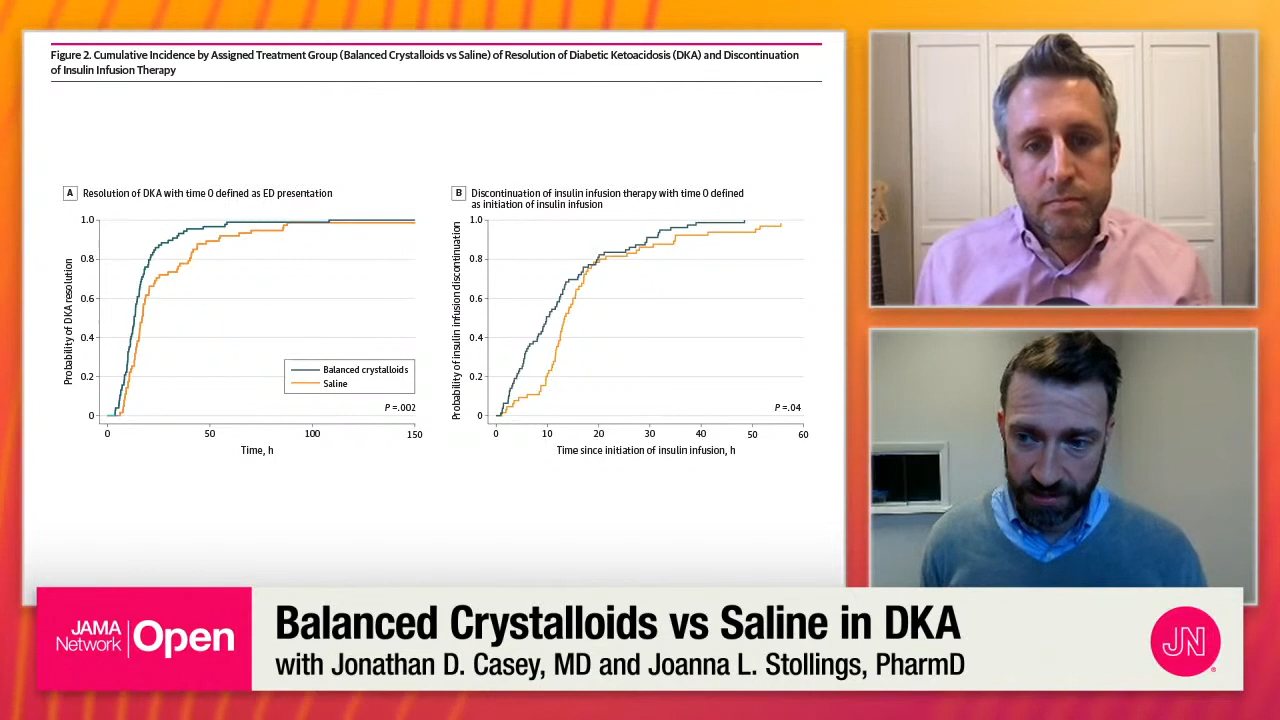 Figure 2. Cumulative Incidence by Assigned Treatment Group (Balanced Crystalloids vs Saline) of Resolution of Diabetic Ketoacidosis (DKA) and Discontinuation
of Insulin Infusion Therapy
A Resolution of DKA with time 0 defined as ED presentation
1.0
0.8
0.6
0.4
0.2
0
Probability of DKA resolution
Balanced crystalloids
Saline
P =.002
0 50 100 150
Time, h
B Discontinuation of insulin infusion therapy with time 0 defined
as initiation of insulin infusion
1.0
0.8
0.6
0.4
0.2
0
Probability of insulin infusion discontinuation
P =.04
0 10 20 30 40 50 60
Time since initiation of insulin infusion, h
JAMA
Network
Open
Balanced Crystalloids vs Saline in DKA
with Jonathan D. Casey, MD and Joanna L. Stollings, PharmD
JN